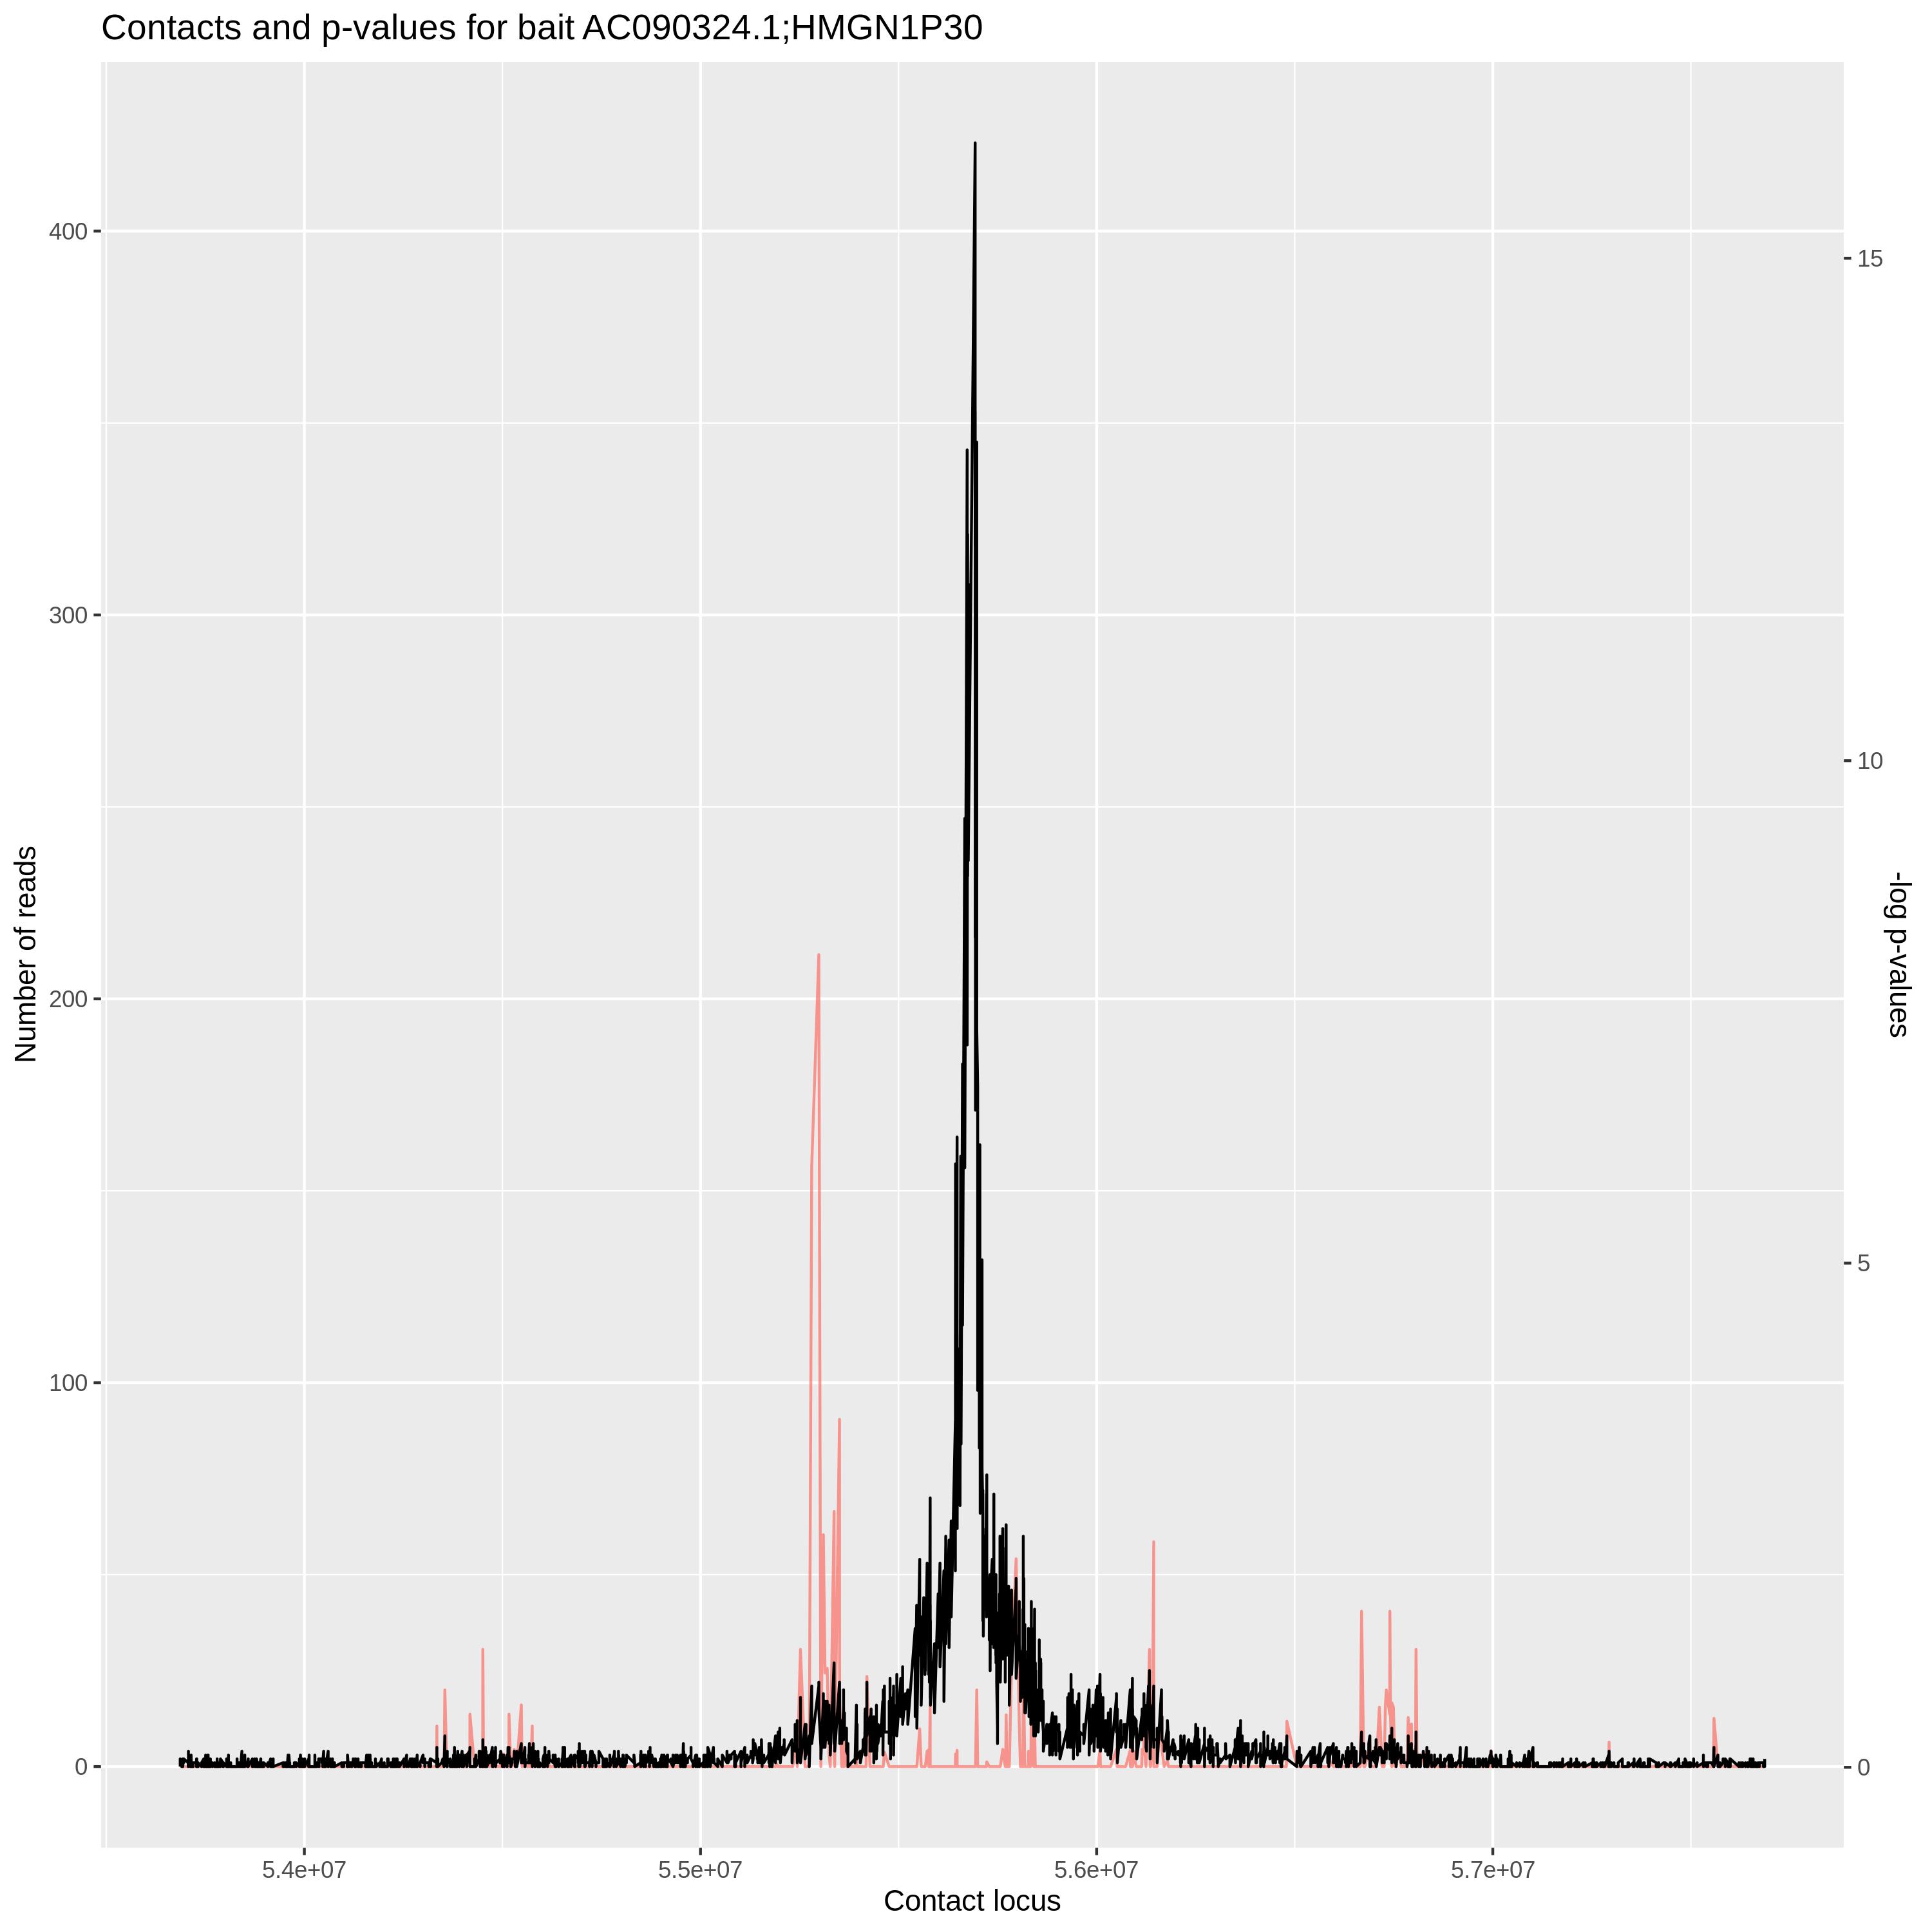 Contacts and p-values for bait AC090324.1;HMGN1P30
Number of reads
400
300
200
100
0
15
10
5
0
-log p-values
5.4e+07
5.5e+07
5.6e+07
5.7e+07
Contact locus